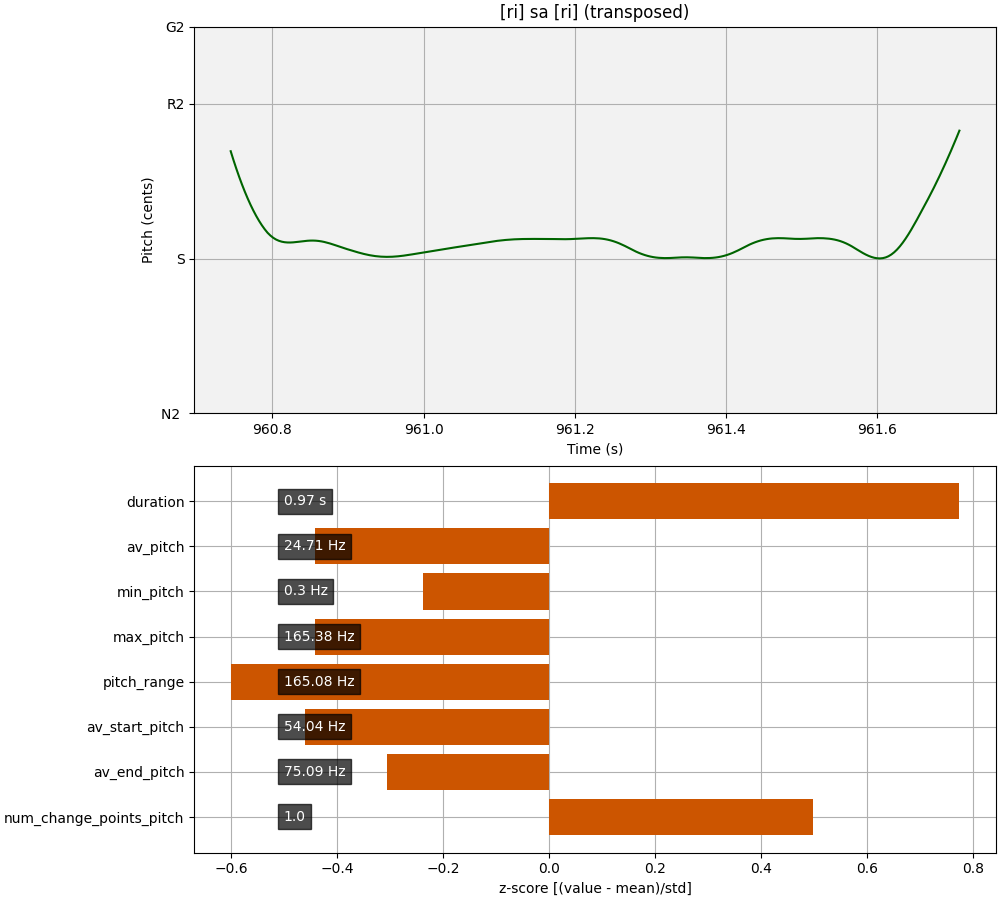 [ri] sa [ri] (transposed)
G2
R2
S
N2
Pitch (cents)
960.8 961.0 961.2 961.4 961.6
Time (s)
duration 0.97 s
av_pitch 24.71 Hz
min_pitch 0.3 Hz
max_pitch 165.38 Hz
pitch_range 165.08 Hz
av_start_pitch 54.04 Hz
av_end_pitch 75.09 Hz
num_change_points_pitch 1.0
−0.6 −0.4 −0.2 0.0 0.2 0.4 0.6 0.8
z-score [(value - mean)/std]